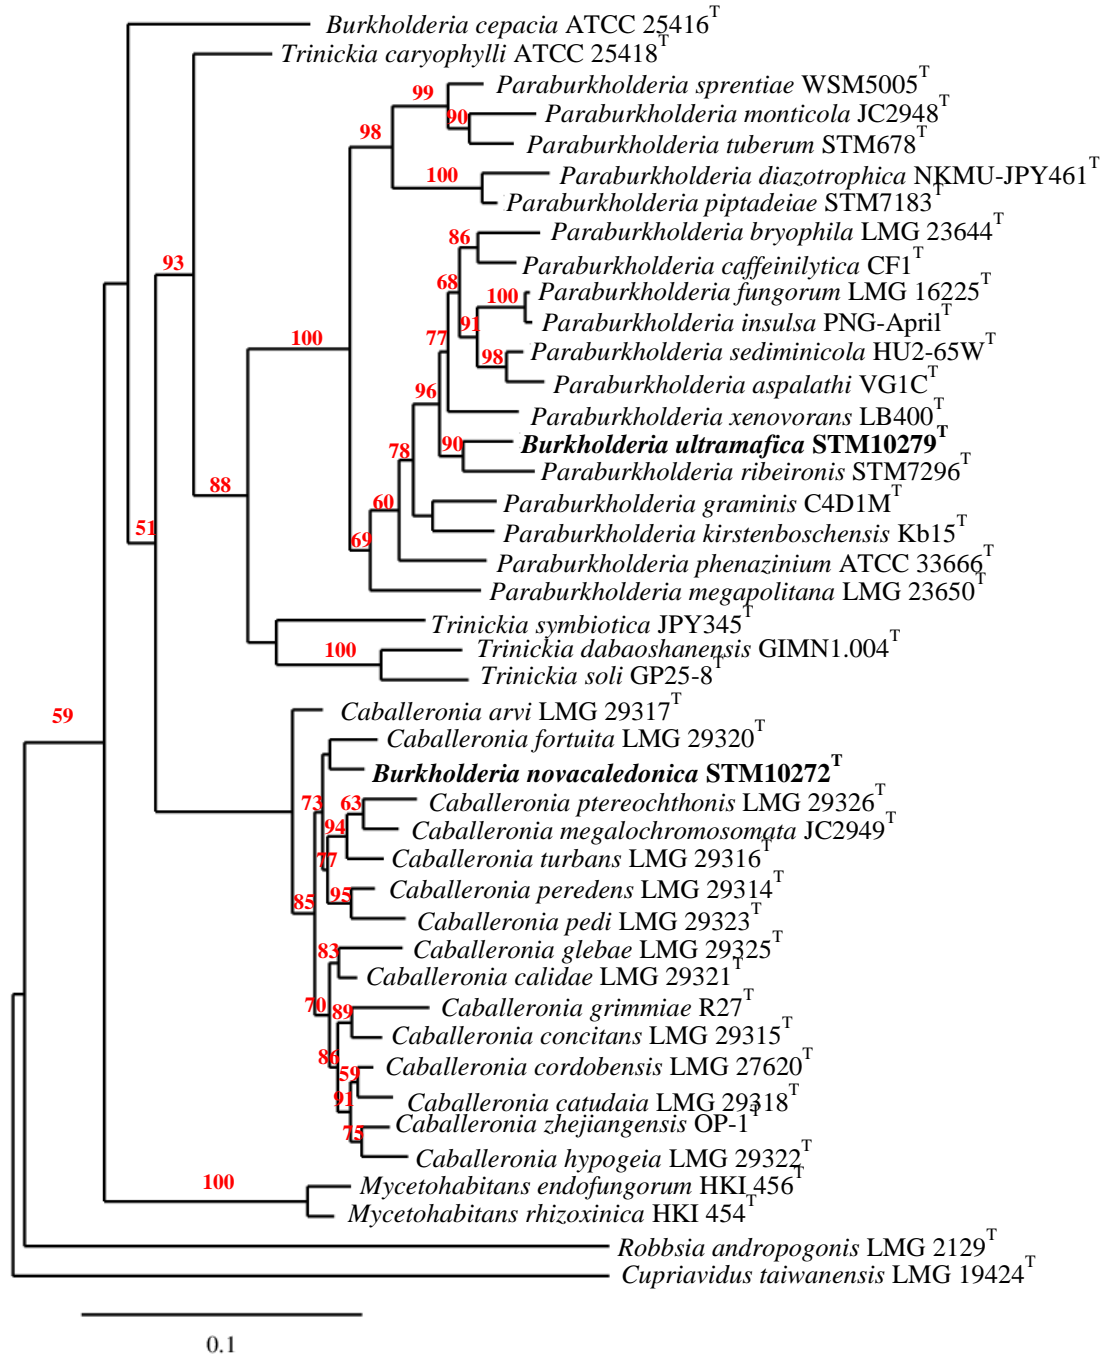 Burkholderia cepacia ATCC 25416T
Trinickia caryophylli ATCC 25418T
Paraburkholderia sprentiae WSM5005T
99
90
Paraburkholderia monticola JC2948T
98
Paraburkholderia tuberum STM678T
100
Paraburkholderia diazotrophica NKMU-JPY461T
Paraburkholderia piptadeiae STM7183T
86
Paraburkholderia bryophila LMG 23644T
93
Paraburkholderia caffeinilytica CF1T
68
100
Paraburkholderia fungorum LMG 16225T
91
Paraburkholderia insulsa PNG-AprilT
100
77
98
Paraburkholderia sediminicola HU2-65WT
Paraburkholderia aspalathi VG1CT
96
Paraburkholderia xenovorans LB400T
90
Burkholderia ultramafica STM10279T
78
Paraburkholderia ribeironis STM7296T
88
60
Paraburkholderia graminis C4D1MT
51
Paraburkholderia kirstenboschensis Kb15T
69
Paraburkholderia phenazinium ATCC 33666T
Paraburkholderia megapolitana LMG 23650T
Trinickia symbiotica JPY345T
100
Trinickia dabaoshanensis GIMN1.004T
Trinickia soli GP25-8T
59
Caballeronia arvi LMG 29317T
Caballeronia fortuita LMG 29320T
Burkholderia novacaledonica STM10272T
73
63
Caballeronia ptereochthonis LMG 29326T
94
Caballeronia megalochromosomata JC2949T
77
Caballeronia turbans LMG 29316T
85
95
Caballeronia peredens LMG 29314T
Caballeronia pedi LMG 29323T
83
Caballeronia glebae LMG 29325T
Caballeronia calidae LMG 29321T
70
89
Caballeronia grimmiae R27T
Caballeronia concitans LMG 29315T
86
59
Caballeronia cordobensis LMG 27620T
91
Caballeronia catudaia LMG 29318T
75
Caballeronia zhejiangensis OP-1T
Caballeronia hypogeia LMG 29322T
100
Mycetohabitans endofungorum HKI 456T
Mycetohabitans rhizoxinica HKI 454T
Robbsia andropogonis LMG 2129T
Cupriavidus taiwanensis LMG 19424T
0.1